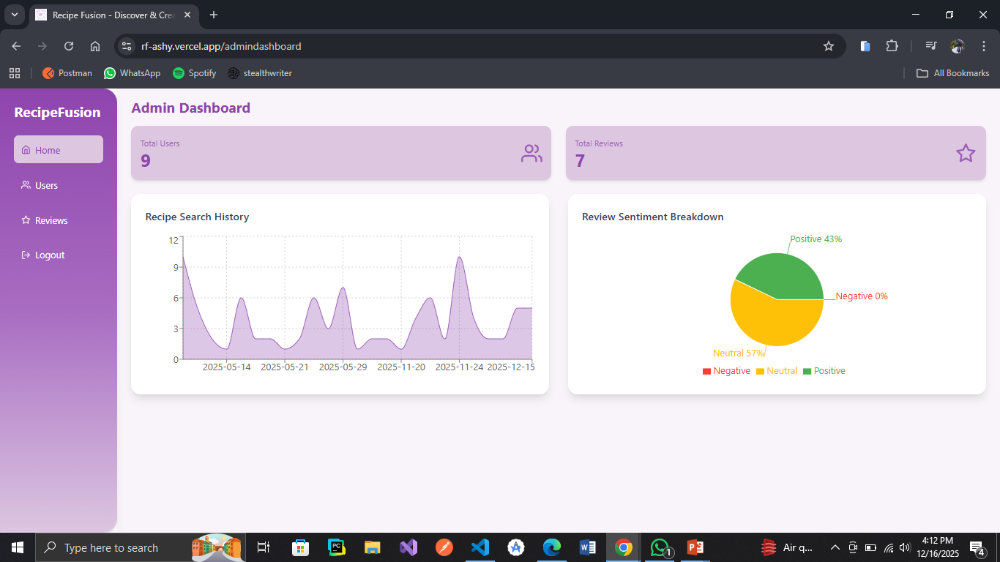 Recipe Fusion - Discover & Crea
rf-ashy.vercel.app/admindashboard
Postman WhatsApp Spotify stealthwriter All Bookmarks
RecipeFusion
Home
Users
Reviews
Logout
Admin Dashboard
Total Users
9
Total Reviews
7
Recipe Search History
12
9
6
3
0
2025-05-14 2025-05-21 2025-05-29 2025-11-20 2025-11-24 2025-12-15
Review Sentiment Breakdown
Positive 43%
Negative 0%
Neutral 57%
Negative Neutral Positive
Type here to search
PC
1
Air q...
4:12 PM
12/16/2025
4